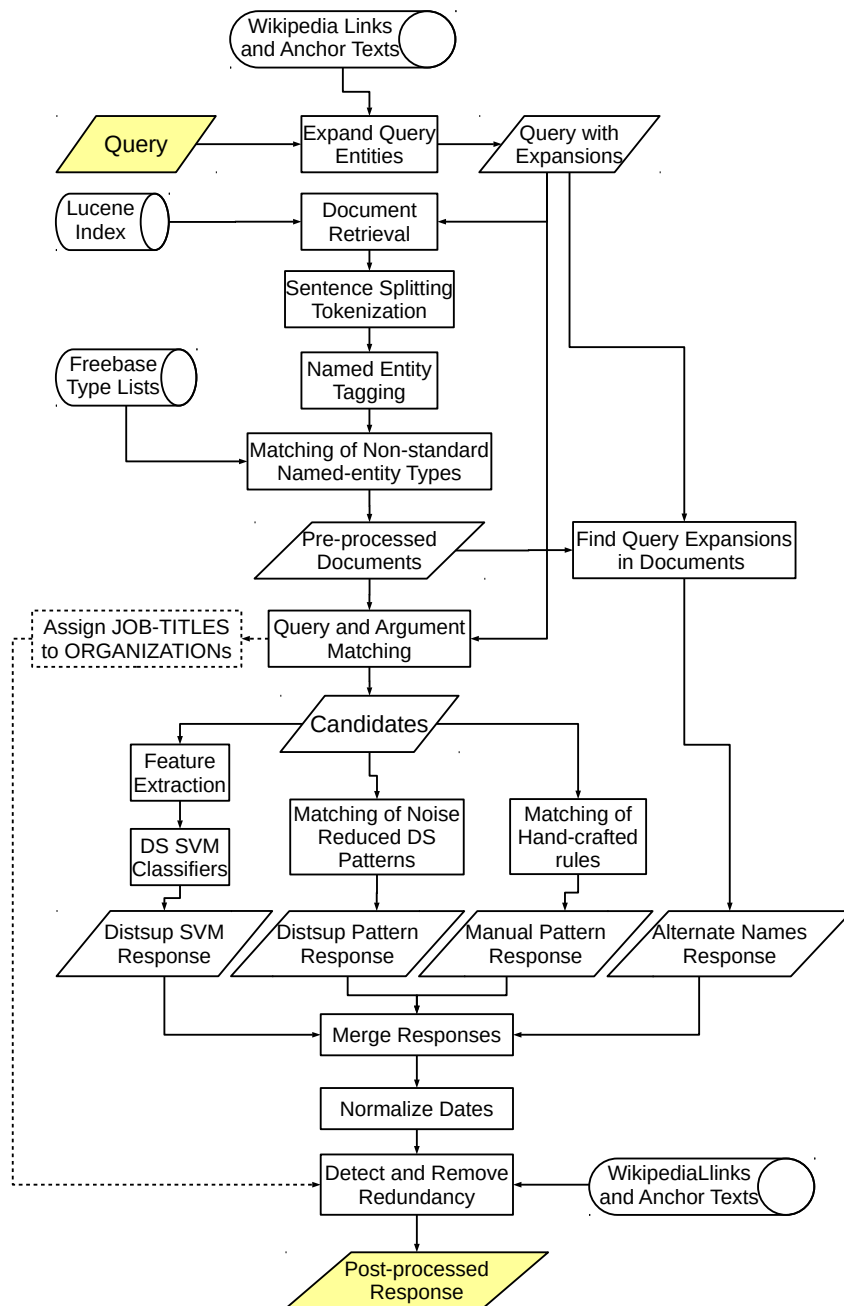 Wikipedia Links
and Anchor Texts
Query
Expand Query
Entities
Query with
Expansions
Lucene
Index
Document
Retrieval
Sentence Splitting
Tokenization
Freebase
Type Lists
Named Entity
Tagging
Matching of Non-standard
Named-entity Types
Pre-processed
Documents
Find Query Expansions
in Documents
Assign JOB-TITLES
to ORGANIZATIONs
Query and Argument
Matching
Candidates
Feature
Extraction
Matching of Noise
Reduced DS
Patterns
Matching of
Hand-crafted
rules
DS SVM
Classifiers
Distsup SVM
Response
Distsup Pattern
Response
Manual Pattern
Response
Alternate Names
Response
Merge Responses
Normalize Dates
Detect and Remove
Redundancy
WikipediaLlinks
and Anchor Texts
Post-processed
Response